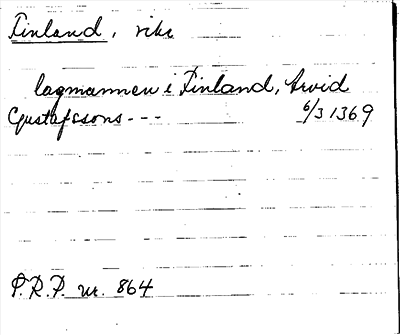 Finland, rike
lagmannen i Finland, Arvid
Gustafssons --- 6/3 1369
P.R.P. nr. 864